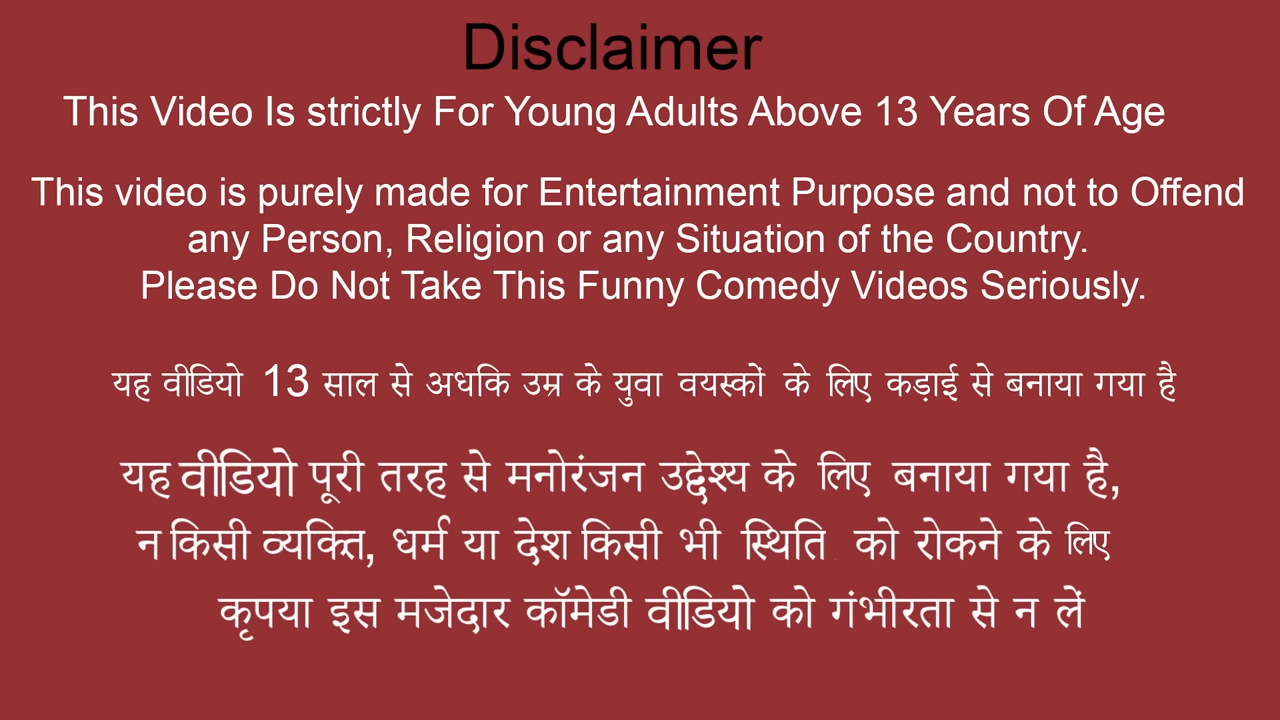 Disclaimer
This Video Is strictly For Young Adults Above 13 Years Of Age
This video is purely made for Entertainment Purpose and not to Offend
any Person, Religion or any Situation of the Country.
Please Do Not Take This Funny Comedy Videos Seriously.
यह वीडियो 13 साल से अधकि उम्र के युवा वयस्कों के लिए कड़ाई से बनाया गया है
यह वीडियो पूरी तरह से मनोरंजन उद्देश्य के लिए बनाया गया है,
न किसी व्यक्ति, धर्म या देश किसी भी स्थिति को रोकने के लिए
कृपया इस मजेदार कॉमेडी वीडियो को गंभीरता से न लें